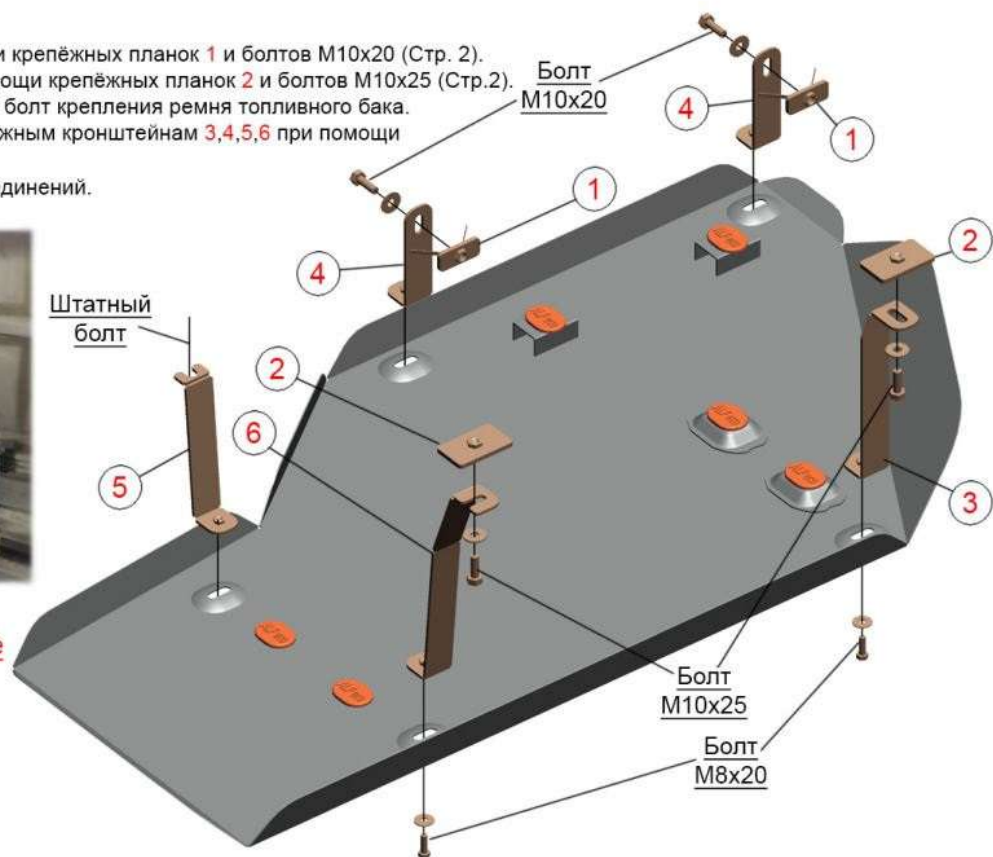 и крепёжных планок 1 и болтов М10х20 (Стр. 2).
ощи крепёжных планок 2 и болтов М10х25 (Стр.2).
болт крепления ремня топливного бака.
жным кронштейнам 3,4,5,6 при помощи
динений.
Болт
М10х20
4
1
1
4
2
Штатный
болт
2
6
5
3
е
Болт
М10х25
Болт
М8х20